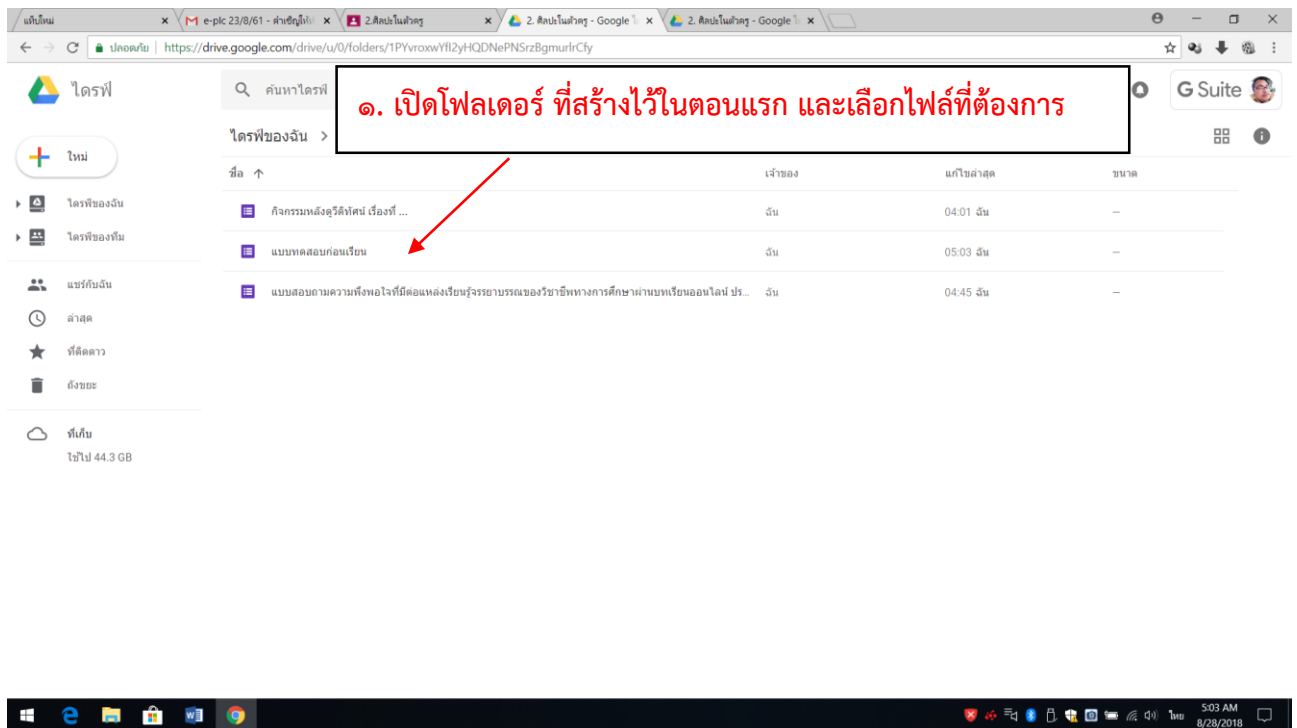 แท็บใหม่
e-plc 23/8/61 - คำเชิญให้เ
2.ศิลปะในตัวครู
2. ศิลปะในตัวครู - Google ไ
2. ศิลปะในตัวครู - Google ไ
ปลอดภัย | https://drive.google.com/drive/u/0/folders/1PYvroxwYfl2yHQDNePNSrzBgmurlrCfy
ไดรฟ์
ค้นหาไดรฟ์
๑. เปิดโฟลเดอร์ ที่สร้างไว้ในตอนแรก และเลือกไฟล์ที่ต้องการ
G Suite
ใหม่
ไดรฟ์ของฉัน >
ชื่อ
เจ้าของ
แก้ไขล่าสุด
ขนาด
ไดรฟ์ของฉัน
ไดรฟ์ของทีม
แชร์กับฉัน
ล่าสุด
ที่ติดดาว
ถังขยะ
ที่เก็บ
ใช้ไป 44.3 GB
กิจกรรมหลังดูวีดิทัศน์ เรื่องที่ ...
ฉัน
04:01 ฉัน
–
แบบทดสอบก่อนเรียน
ฉัน
05:03 ฉัน
–
แบบสอบถามความพึงพอใจที่มีต่อแหล่งเรียนรู้จรรยาบรรณของวิชาชีพทางการศึกษาผ่านบทเรียนออนไลน์ ปร...
ฉัน
04:45 ฉัน
–
ไทย
5:03 AM
8/28/2018